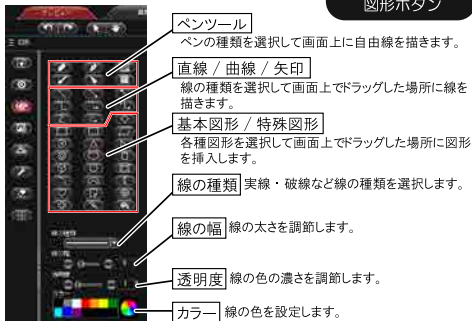 図形ボタン
ペンツール
ペンの種類を選択して画面上に自由線を描きます。
直線 / 曲線 / 矢印
線の種類を選択して画面上でドラッグした場所に線を
描きます。
基本図形 / 特殊図形
各種図形を選択して画面上でドラッグした場所に図形
を挿入します。
線の種類 実線・破線など線の種類を選択します。
線の幅 線の太さを調節します。
透明度 線の色の濃さを調節します。
カラー 線の色を設定します。